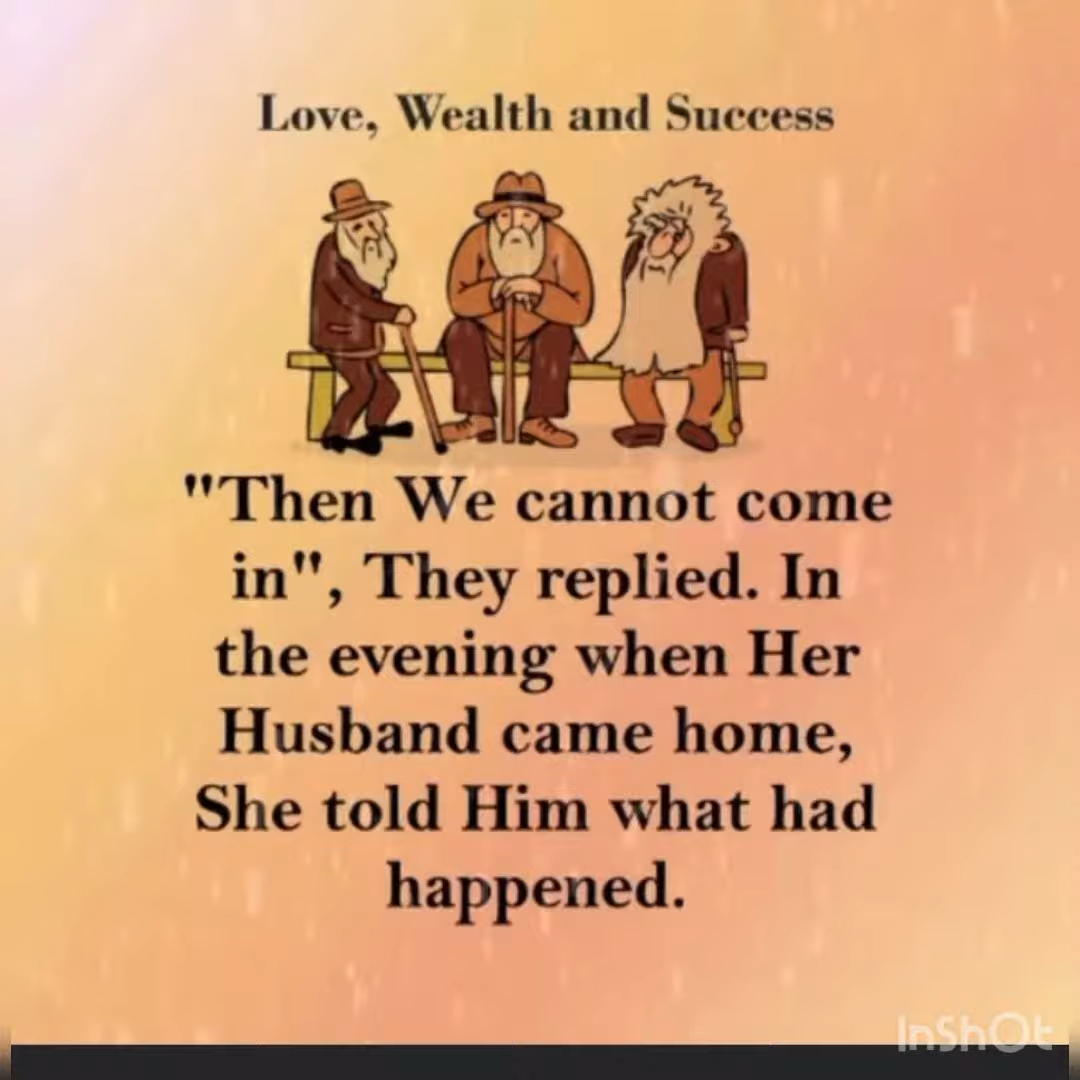 Love, Wealth and Success
"Then We cannot come
in", They replied. In
the evening when Her
Husband came home,
She told Him what had
happened.
InShOt